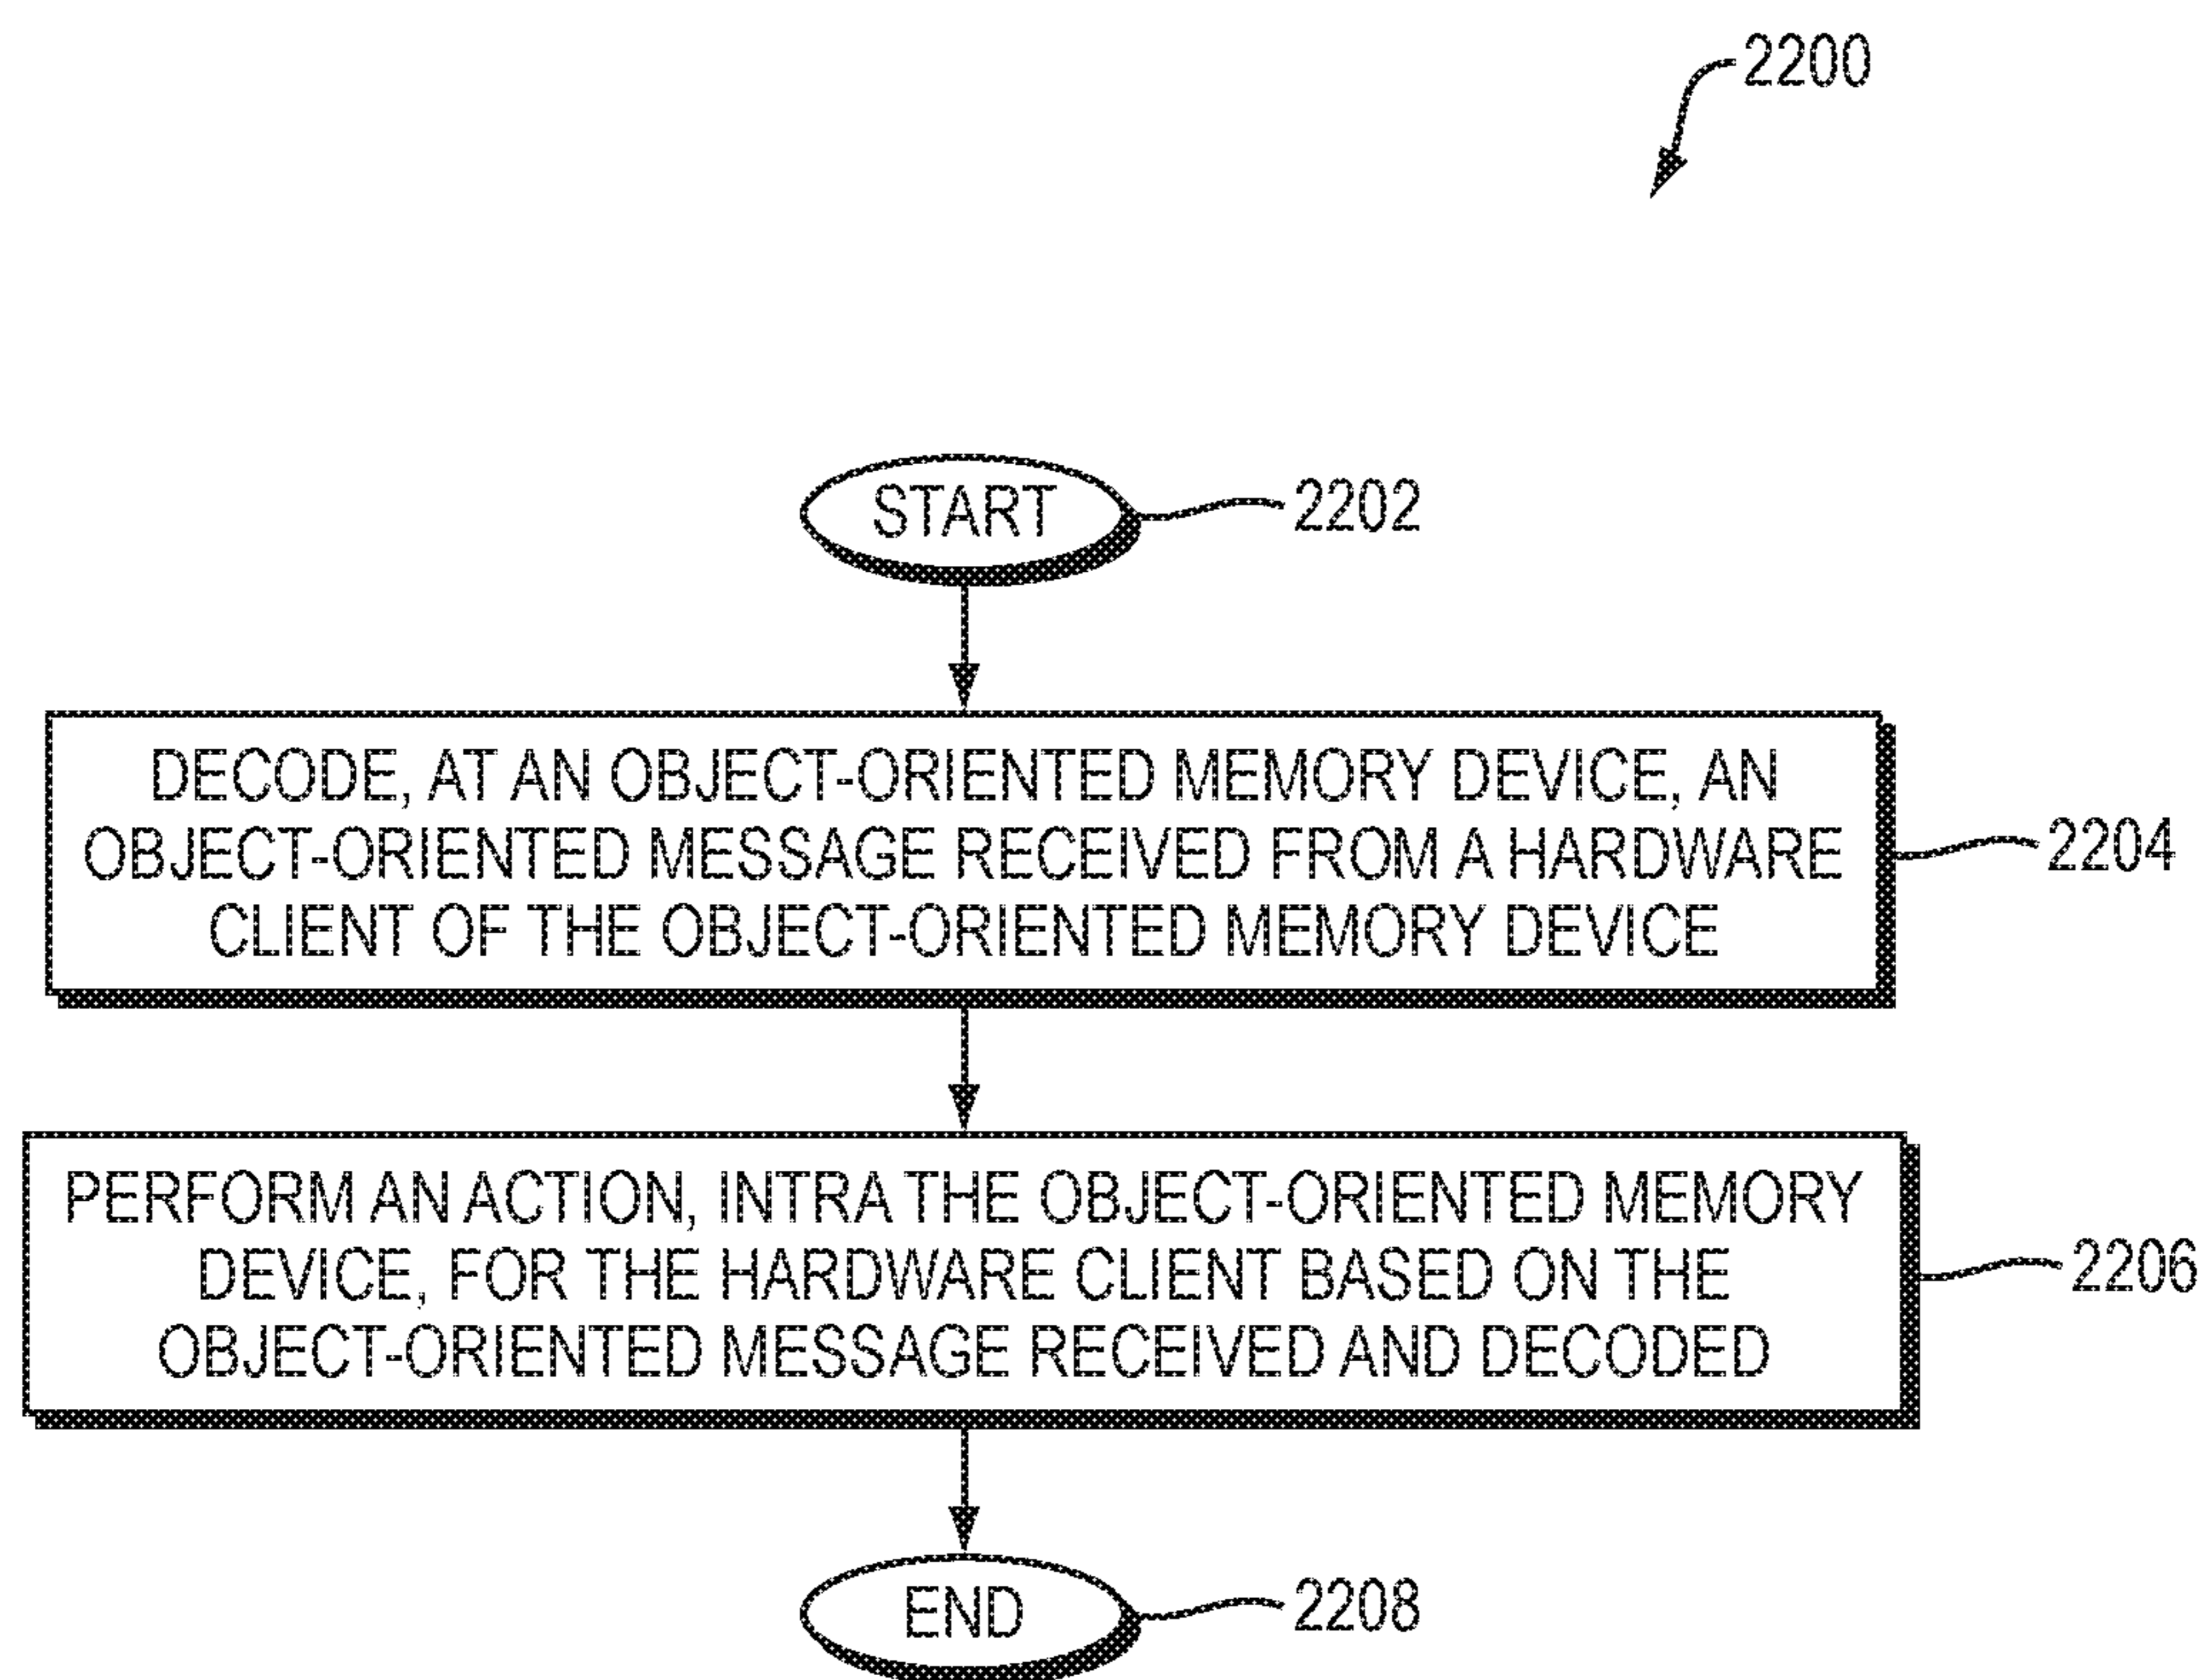 2200
START
2202
DECODE, AT AN OBJECT-ORIENTED MEMORY DEVICE, AN
OBJECT-ORIENTED MESSAGE RECEIVED FROM A HARDWARE
CLIENT OF THE OBJECT-ORIENTED MEMORY DEVICE
2204
PERFORM AN ACTION, INTRA THE OBJECT-ORIENTED MEMORY
DEVICE, FOR THE HARDWARE CLIENT BASED ON THE
OBJECT-ORIENTED MESSAGE RECEIVED AND DECODED
2206
END
2208